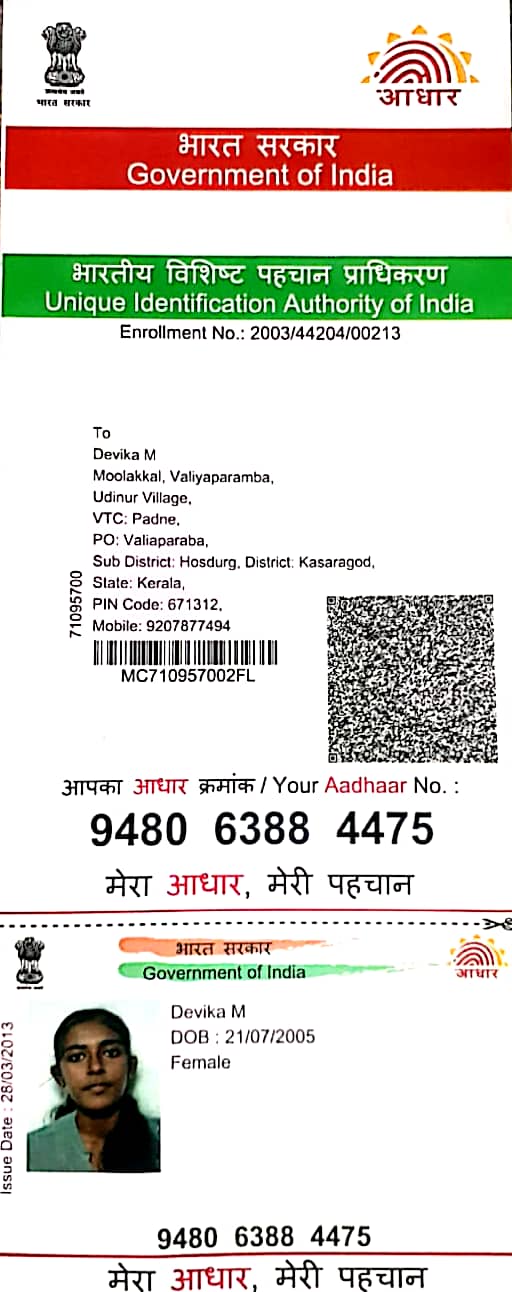 सत्यमेव जयते
भारत सरकार
आधार
भारत सरकार
Government of India
भारतीय विशिष्ट पहचान प्राधिकरण
Unique Identification Authority of India
Enrollment No.: 2003/44204/00213
To
Devika M
Moolakkal, Valiyaparamba,
Udinur Village,
VTC: Padne,
PO: Valiaparaba,
Sub District: Hosdurg, District: Kasaragod,
State: Kerala,
PIN Code: 671312,
Mobile: 9207877494
71095700
MC710957002FL
आपका आधार क्रमांक / Your Aadhaar No. :
9480 6388 4475
मेरा आधार, मेरी पहचान
भारत सरकार
Government of India
आधार
Issue Date : 28/03/2013
Devika M
DOB : 21/07/2005
Female
9480 6388 4475
मेरा आधार, मेरी पहचान